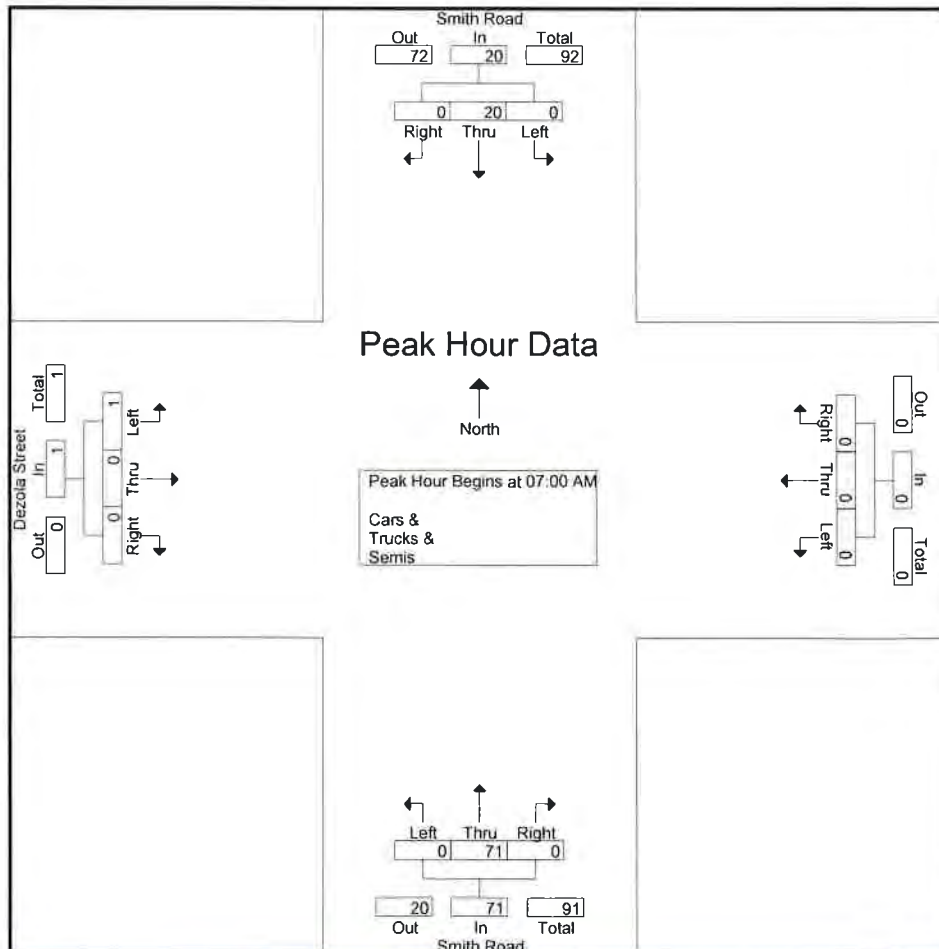 Smith Road
Out In Total
72 20 92
0 20 0
Right Thru Left
Peak Hour Data
North
Peak Hour Begins at 07:00 AM
Cars &
Trucks &
Semis
Dezola Street
Out In Total
0 1 1
Right Thru Left
0 0 1
Out In Total
0 0 0
Right Thru Left
0 0 0
Left Thru Right
0 71 0
20 71 91
Out In Total
Smith Road